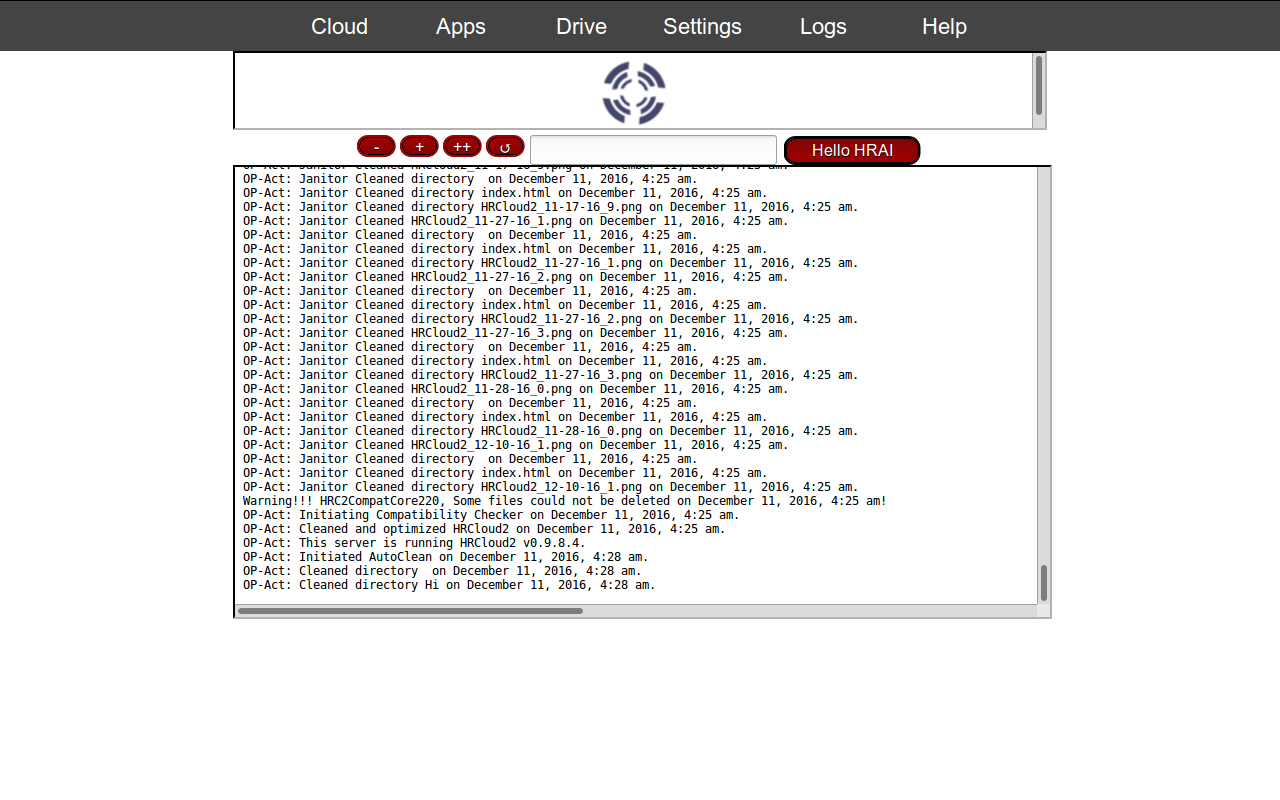 Cloud Apps Drive Settings Logs Help
- + ++ ↺ Hello HRAI
OP-Act: Janitor Cleaned HRCloud2_11-17-16_9.png on December 11, 2016, 4:25 am.
OP-Act: Janitor Cleaned directory  on December 11, 2016, 4:25 am.
OP-Act: Janitor Cleaned directory index.html on December 11, 2016, 4:25 am.
OP-Act: Janitor Cleaned directory HRCloud2_11-17-16_9.png on December 11, 2016, 4:25 am.
OP-Act: Janitor Cleaned HRCloud2_11-27-16_1.png on December 11, 2016, 4:25 am.
OP-Act: Janitor Cleaned directory  on December 11, 2016, 4:25 am.
OP-Act: Janitor Cleaned directory index.html on December 11, 2016, 4:25 am.
OP-Act: Janitor Cleaned directory HRCloud2_11-27-16_1.png on December 11, 2016, 4:25 am.
OP-Act: Janitor Cleaned HRCloud2_11-27-16_2.png on December 11, 2016, 4:25 am.
OP-Act: Janitor Cleaned directory  on December 11, 2016, 4:25 am.
OP-Act: Janitor Cleaned directory index.html on December 11, 2016, 4:25 am.
OP-Act: Janitor Cleaned directory HRCloud2_11-27-16_2.png on December 11, 2016, 4:25 am.
OP-Act: Janitor Cleaned HRCloud2_11-27-16_3.png on December 11, 2016, 4:25 am.
OP-Act: Janitor Cleaned directory  on December 11, 2016, 4:25 am.
OP-Act: Janitor Cleaned directory index.html on December 11, 2016, 4:25 am.
OP-Act: Janitor Cleaned directory HRCloud2_11-27-16_3.png on December 11, 2016, 4:25 am.
OP-Act: Janitor Cleaned HRCloud2_11-28-16_0.png on December 11, 2016, 4:25 am.
OP-Act: Janitor Cleaned directory  on December 11, 2016, 4:25 am.
OP-Act: Janitor Cleaned directory index.html on December 11, 2016, 4:25 am.
OP-Act: Janitor Cleaned directory HRCloud2_11-28-16_0.png on December 11, 2016, 4:25 am.
OP-Act: Janitor Cleaned HRCloud2_12-10-16_1.png on December 11, 2016, 4:25 am.
OP-Act: Janitor Cleaned directory  on December 11, 2016, 4:25 am.
OP-Act: Janitor Cleaned directory index.html on December 11, 2016, 4:25 am.
OP-Act: Janitor Cleaned directory HRCloud2_12-10-16_1.png on December 11, 2016, 4:25 am.
Warning!!! HRC2CompatCore220, Some files could not be deleted on December 11, 2016, 4:25 am!
OP-Act: Initiating Compatibility Checker on December 11, 2016, 4:25 am.
OP-Act: Cleaned and optimized HRCloud2 on December 11, 2016, 4:25 am.
OP-Act: This server is running HRCloud2 v0.9.8.4.
OP-Act: Initiated AutoClean on December 11, 2016, 4:28 am.
OP-Act: Cleaned directory  on December 11, 2016, 4:28 am.
OP-Act: Cleaned directory Hi on December 11, 2016, 4:28 am.